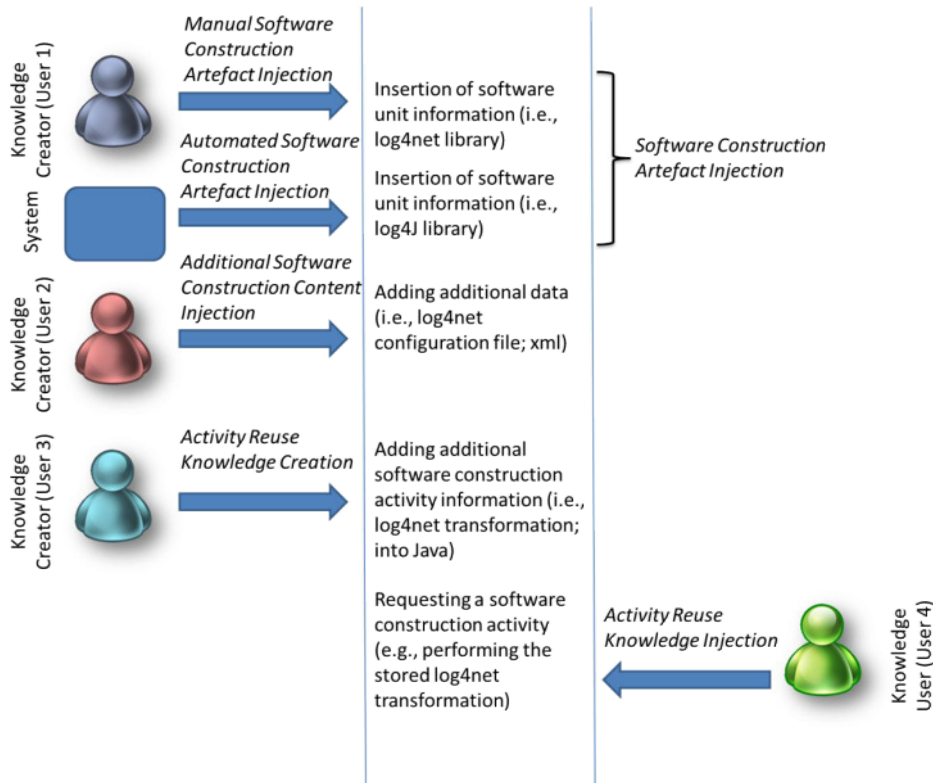 Knowledge
Creator (User 1)
Manual Software
Construction
Artefact Injection
Insertion of software
unit information (i.e.,
log4net library)
Software Construction
Artefact Injection
System
Automated Software
Construction
Artefact Injection
Insertion of software
unit information (i.e.,
log4J library)
Knowledge
Creator (User 2)
Additional Software
Construction Content
Injection
Adding additional data
(i.e., log4net
configuration file; xml)
Knowledge
Creator (User 3)
Activity Reuse
Knowledge Creation
Adding additional
software construction
activity information (i.e.,
log4net transformation;
into Java)
Requesting a software
construction activity
(e.g., performing the
stored log4net
transformation)
Activity Reuse
Knowledge Injection
Knowledge
User (User 4)